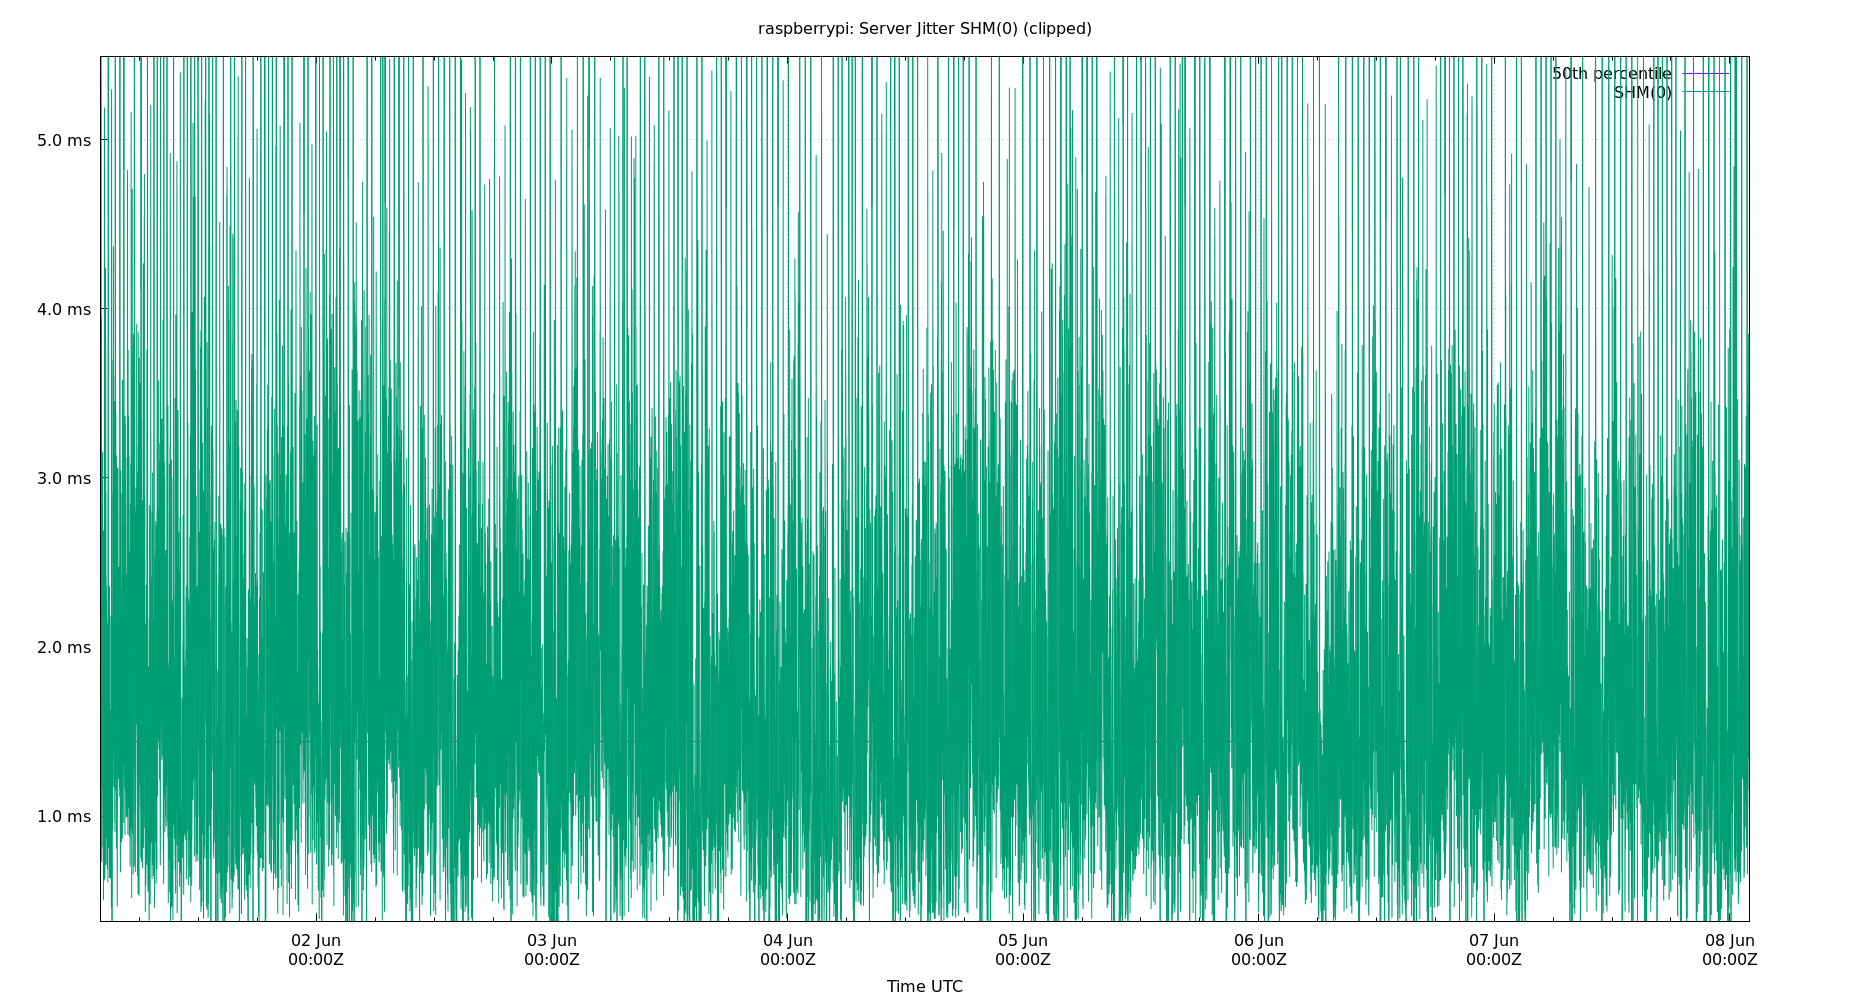 raspberrypi: Server Jitter SHM(0) (clipped)
50th percentile
SHM(0)
5.0 ms
4.0 ms
3.0 ms
2.0 ms
1.0 ms
02 Jun 03 Jun 04 Jun 05 Jun 06 Jun 07 Jun 08 Jun
00:00Z 00:00Z 00:00Z 00:00Z 00:00Z 00:00Z 00:00Z
Time UTC